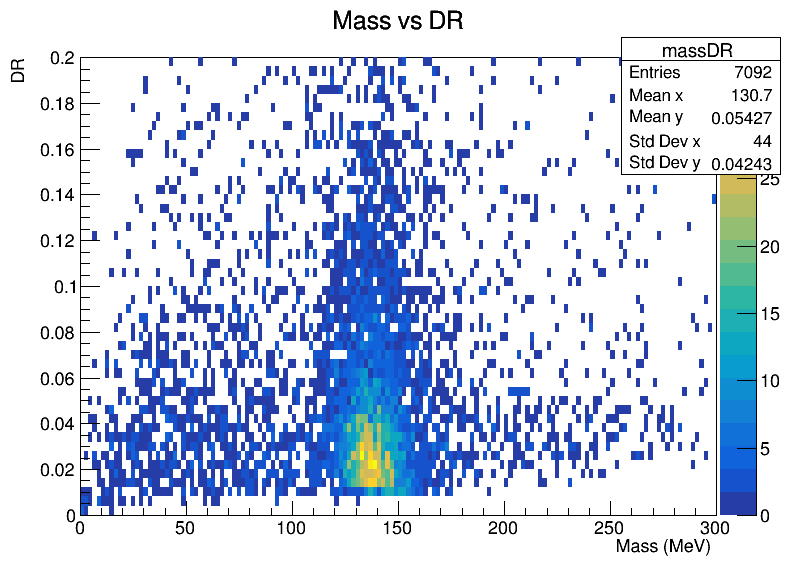 Mass vs DR
massDR
Entries 7092
Mean x 130.7
Mean y 0.05427
Std Dev x 44
Std Dev y 0.04243
DR
0.2
0.18
0.16
0.14
0.12
0.1
0.08
0.06
0.04
0.02
0
0 50 100 150 200 250 300
Mass (MeV)
25
20
15
10
5
0